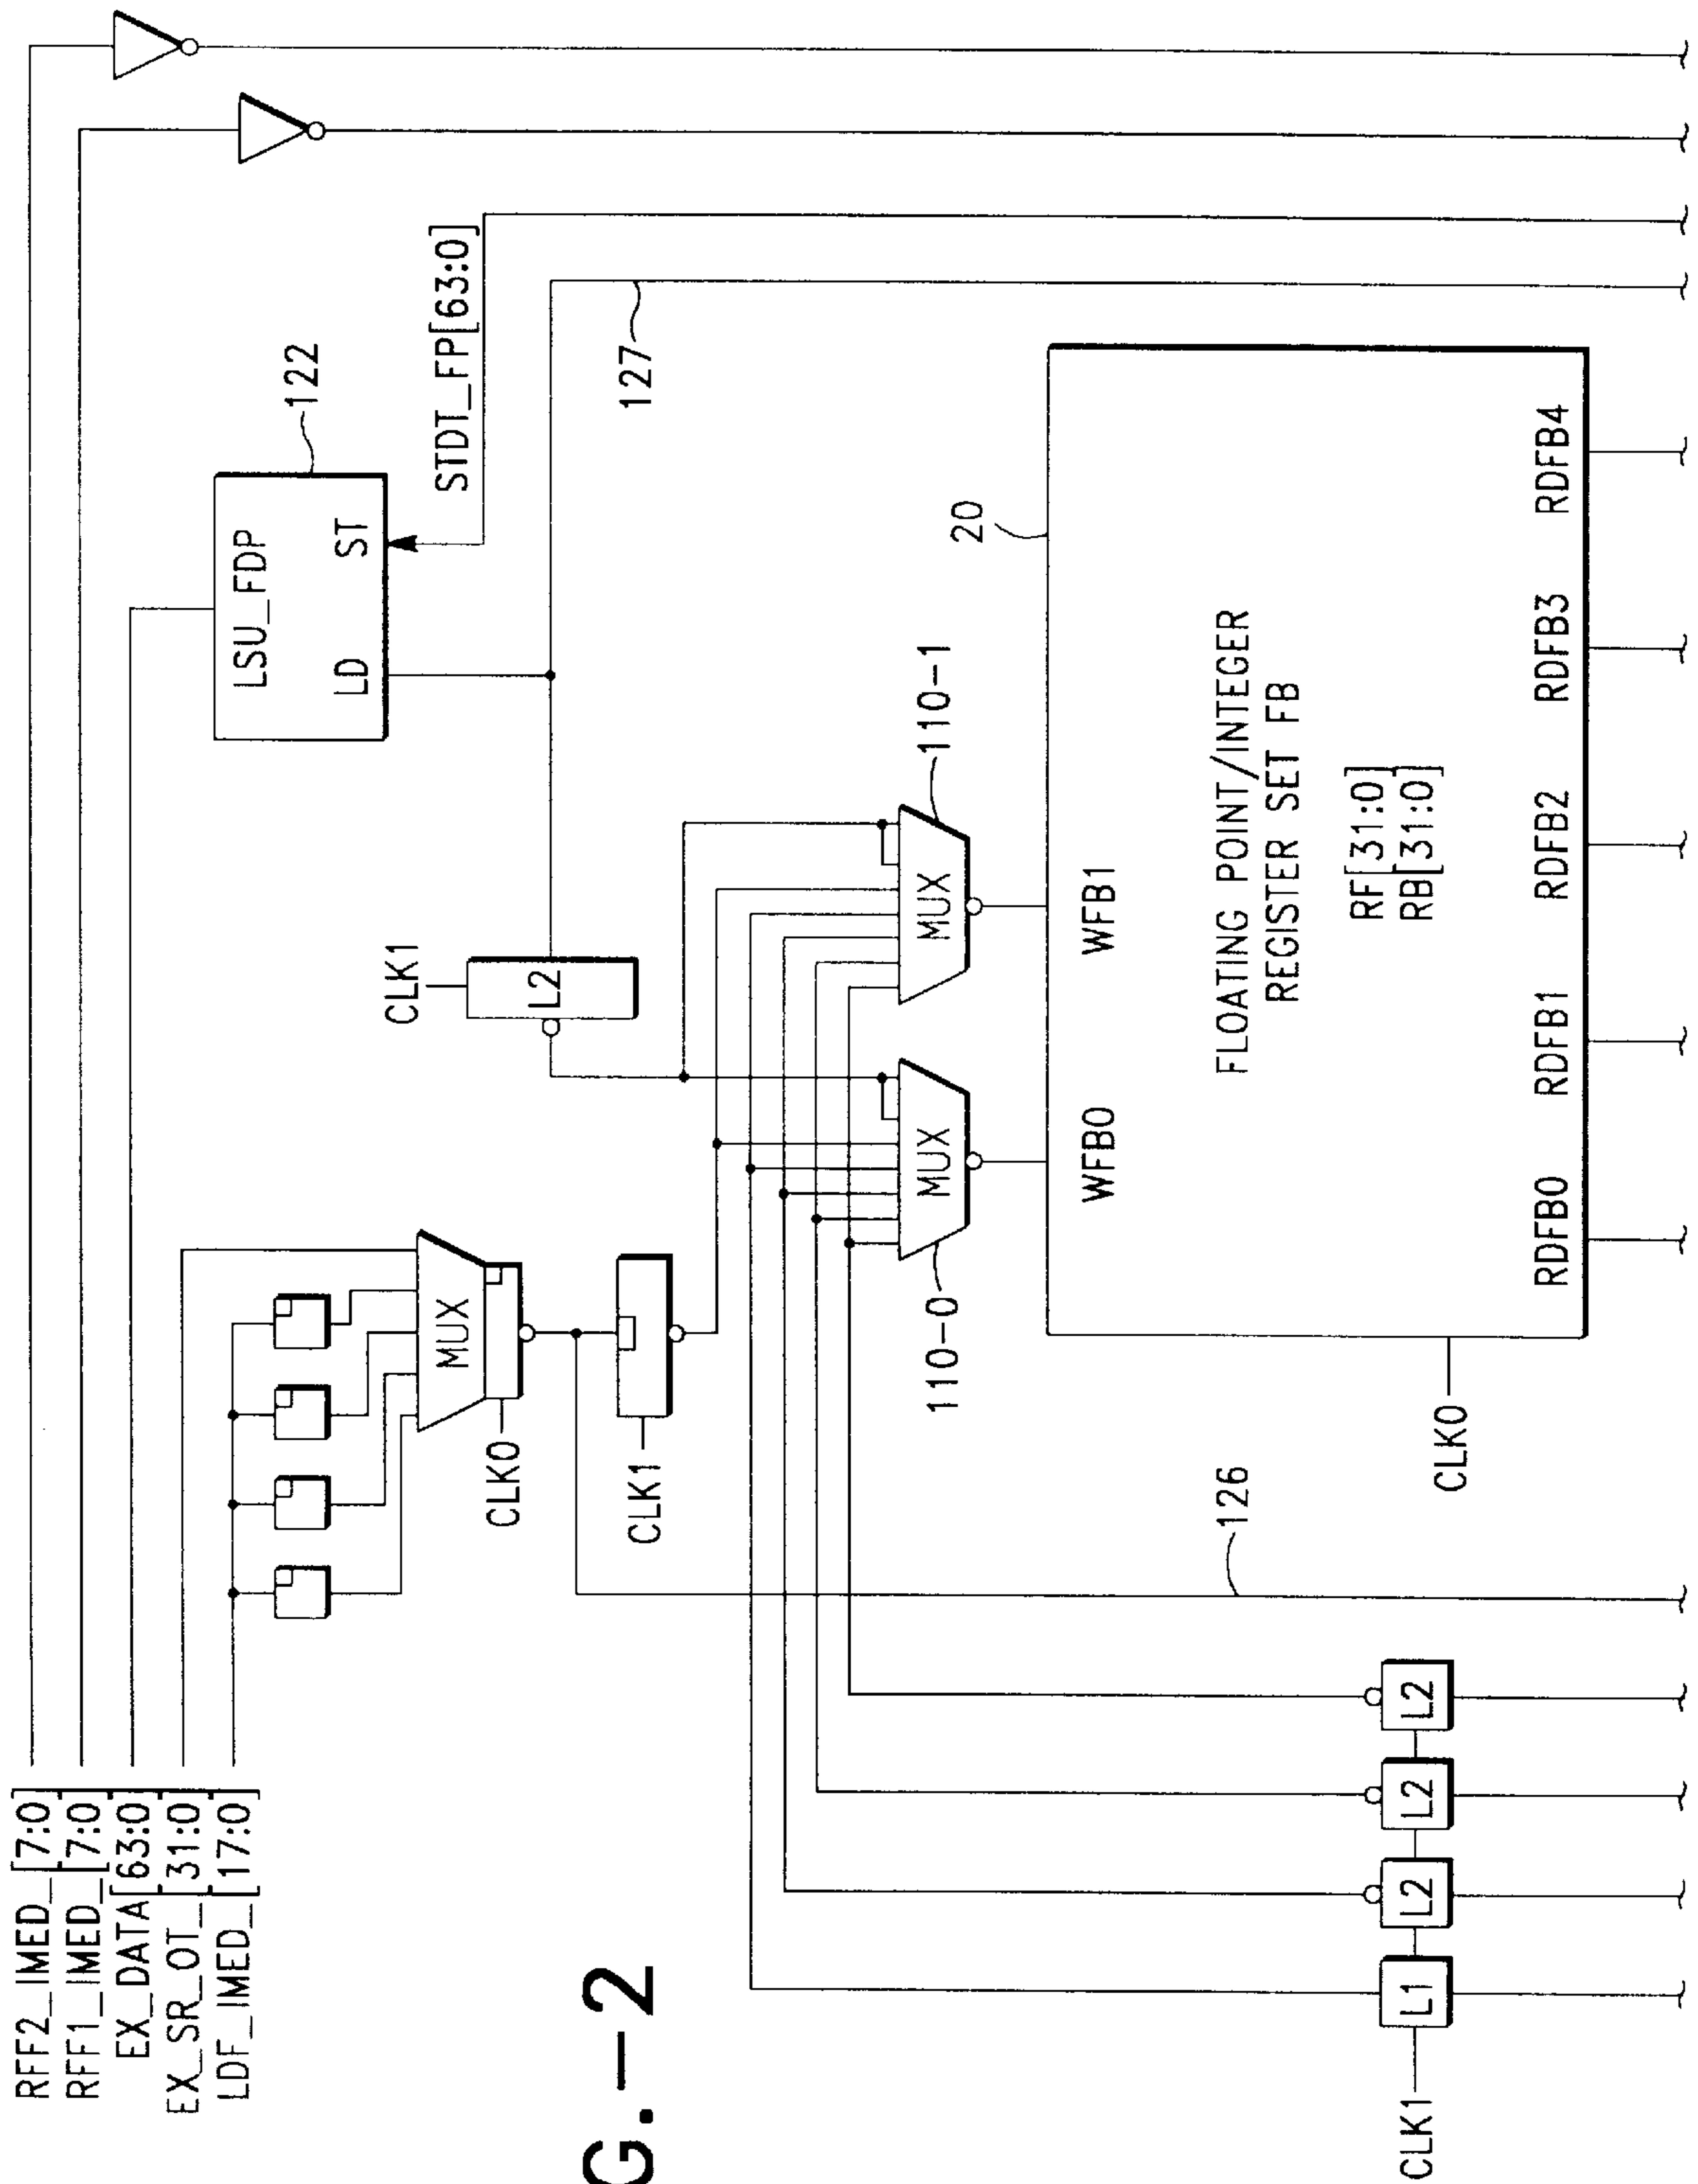 RFF2_IMED_[7:0]
RFF1_IMED_[7:0]
EX_DATA[63:0]
EX_SR_OT_[31:0]
LDF_IMED_[17:0]
LSU_FDP
LD
ST
122
STDT_FP[63:0]
MUX
CLK0
CLK1
CLK1
L2
127
MUX
110-0
MUX
110-1
20
WFB0
WFB1
FLOATING POINT/INTEGER
REGISTER SET FB
RF[31:0]
RB[31:0]
RDFB0
RDFB1
RDFB2
RDFB3
RDFB4
CLK0
126
CLK1
L1
L2
L2
L2
G.-2